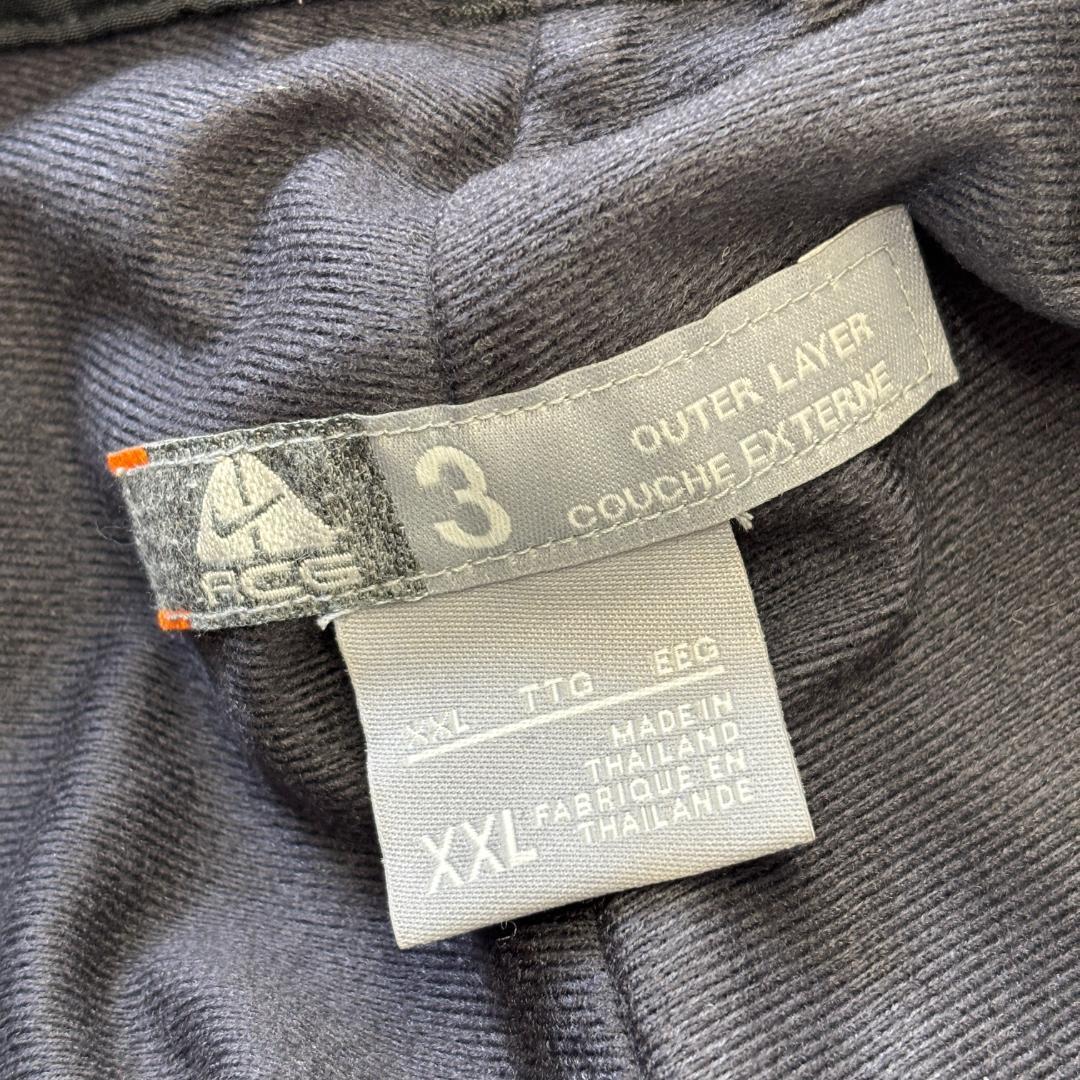 ACG
3
OUTER LAYER
COUCHE EXTERNE
XXL TTG EEG
MADE IN
THAILAND
FABRIQUE EN
THAILANDE
XXL